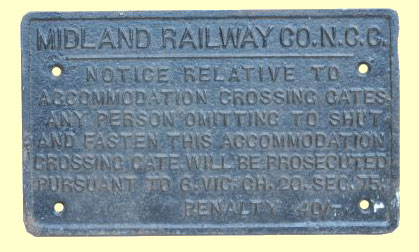 MIDLAND RAILWAY CO. N.C.C.
NOTICE RELATIVE TO
ACCOMMODATION CROSSING GATES
ANY PERSON OMITTING TO SHUT
AND FASTEN THIS ACCOMMODATION
CROSSING GATE WILL BE PROSECUTED
PURSUANT TO 8. VIC. CH. 20. SEC. 75.
PENALTY 40/-